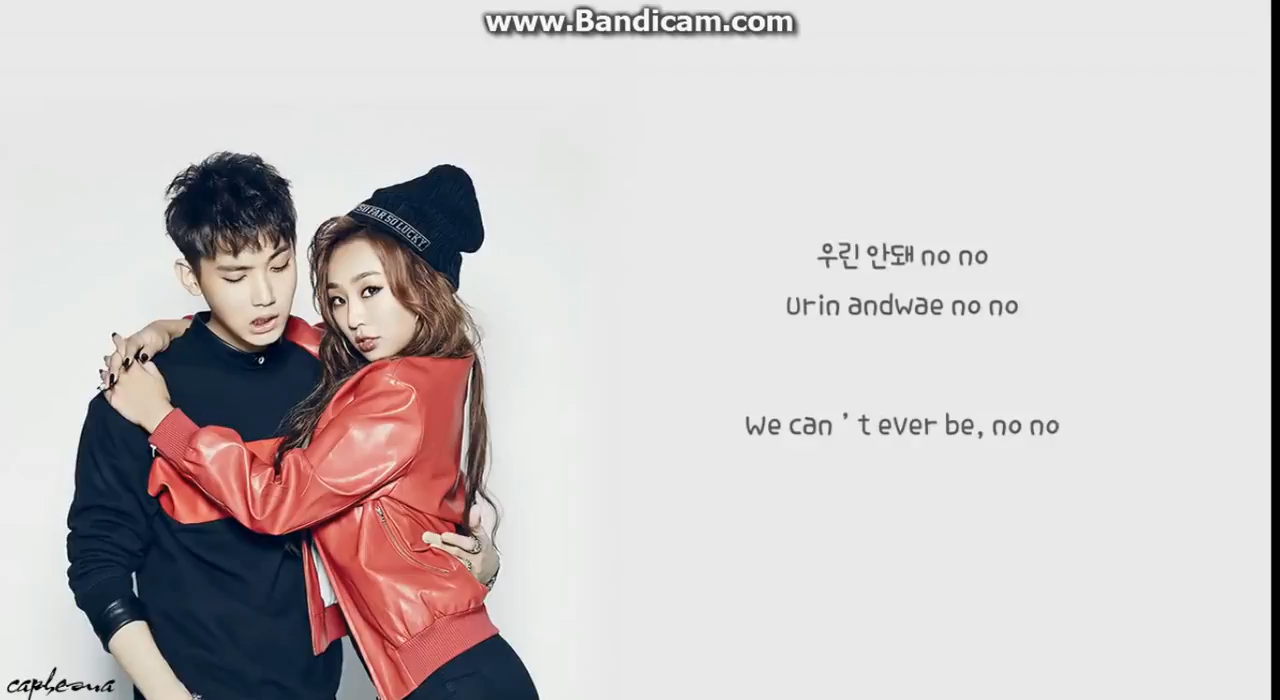 www.Bandicam.com
SO FAR SO LUCKY
우린 안돼 no no
Urin andwae no no
We can ’ t ever be, no no
capheona